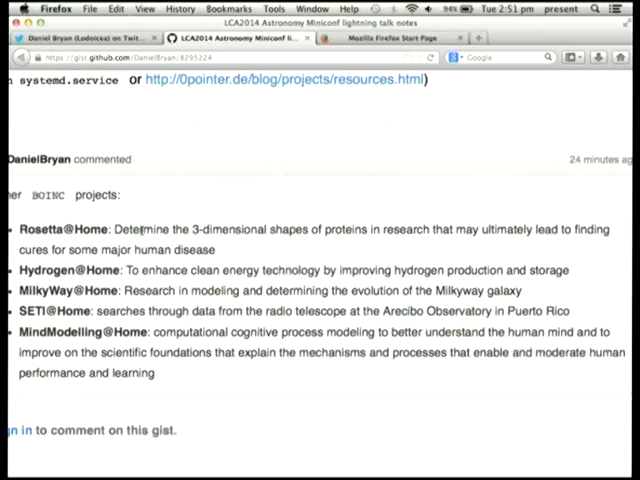 Firefox File Edit View History Bookmarks Tools Window Help 94% Tue 2:51 pm present
LCA2014 Astronomy Miniconf lightning talk notes
Daniel Bryan (Lodoicea) on Twit... LCA2014 Astronomy Miniconf li... Mozilla Firefox Start Page
https://gist.github.com/DanielBryan/8295224 Google
systemd.service or http://0pointer.de/blog/projects/resources.html)
DanielBryan commented 24 minutes ag
her BOINC projects:
• Rosetta@Home: Determine the 3-dimensional shapes of proteins in research that may ultimately lead to finding
cures for some major human disease
• Hydrogen@Home: To enhance clean energy technology by improving hydrogen production and storage
• MilkyWay@Home: Research in modeling and determining the evolution of the Milkyway galaxy
• SETI@Home: searches through data from the radio telescope at the Arecibo Observatory in Puerto Rico
• MindModelling@Home: computational cognitive process modeling to better understand the human mind and to
improve on the scientific foundations that explain the mechanisms and processes that enable and moderate human
performance and learning
gn in to comment on this gist.